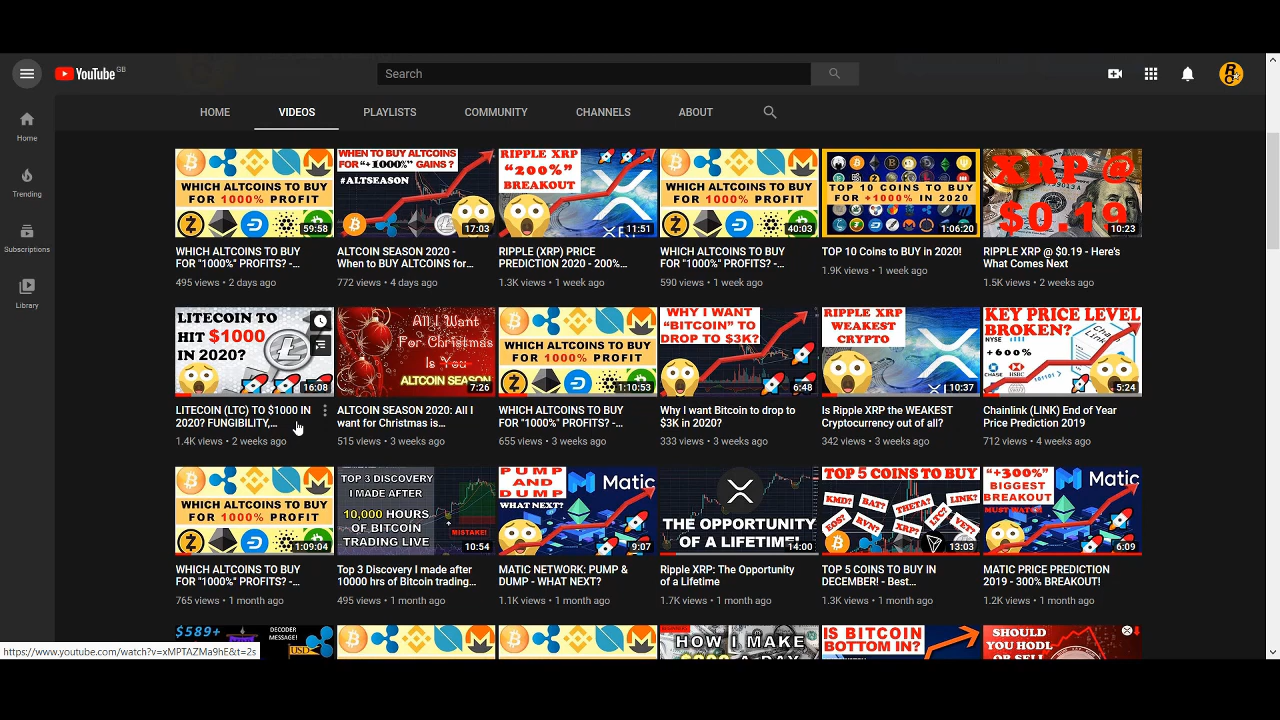 YouTube GB
Search
Home
Trending
Subscriptions
Library
HOME VIDEOS PLAYLISTS COMMUNITY CHANNELS ABOUT
WHICH ALTCOINS TO BUY
FOR 1000% PROFIT
59:58
WHICH ALTCOINS TO BUY
FOR "1000%" PROFITS? -...
495 views • 2 days ago
WHEN TO BUY ALTCOINS
FOR "+1000%" GAINS ?
#ALTSEASON
17:03
ALTCOIN SEASON 2020 -
When to BUY ALTCOINS for...
772 views • 4 days ago
RIPPLE XRP
"200%"
BREAKOUT
11:51
RIPPLE (XRP) PRICE
PREDICTION 2020 - 200%...
1.3K views • 1 week ago
WHICH ALTCOINS TO BUY
FOR 1000% PROFIT
40:03
WHICH ALTCOINS TO BUY
FOR "1000%" PROFITS? -...
590 views • 1 week ago
TOP 10 COINS TO BUY
FOR +1000% IN 2020
1:06:20
TOP 10 Coins to BUY in 2020!
1.9K views • 1 week ago
XRP @
$0.19
10:23
RIPPLE XRP @ $0.19 - Here's
What Comes Next
1.5K views • 2 weeks ago
LITECOIN TO
HIT $1000
IN 2020?
16:08
LITECOIN (LTC) TO $1000 IN
2020? FUNGIBILITY,...
1.4K views • 2 weeks ago
All I Want
For Christmas
Is You
ALTCOIN SEASON
7:26
ALTCOIN SEASON 2020: All I
want for Christmas is...
515 views • 3 weeks ago
WHICH ALTCOINS TO BUY
FOR 1000% PROFIT
1:10:53
WHICH ALTCOINS TO BUY
FOR "1000%" PROFITS? -...
655 views • 3 weeks ago
WHY I WANT
"BITCOIN" TO
DROP TO $3K?
6:48
Why I want Bitcoin to drop to
$3K in 2020?
333 views • 3 weeks ago
RIPPLE XRP
WEAKEST
CRYPTO
10:37
Is Ripple XRP the WEAKEST
Cryptocurrency out of all?
342 views • 3 weeks ago
KEY PRICE LEVEL
BROKEN?
NYSE
+600%
CHASE HSBC
5:24
Chainlink (LINK) End of Year
Price Prediction 2019
712 views • 4 weeks ago
WHICH ALTCOINS TO BUY
FOR 1000% PROFIT
1:09:04
WHICH ALTCOINS TO BUY
FOR "1000%" PROFITS? -...
765 views • 1 month ago
TOP 3 DISCOVERY
I MADE AFTER
10,000 HOURS
OF BITCOIN
TRADING LIVE
MISTAKE!
10:54
Top 3 Discovery I made after
10000 hrs of Bitcoin trading...
495 views • 1 month ago
PUMP
AND
DUMP
WHAT NEXT?
Matic
9:07
MATIC NETWORK: PUMP &
DUMP - WHAT NEXT?
1.1K views • 1 month ago
THE OPPORTUNITY
OF A LIFETIME!
14:00
Ripple XRP: The Opportunity
of a Lifetime
1.7K views • 1 month ago
TOP 5 COINS TO BUY
KMD? BAT? THETA? LINK?
EOS? RVN? XRP? LTC? VET?
13:03
TOP 5 COINS TO BUY IN
DECEMBER! - Best...
1.3K views • 1 month ago
"+300%"
BIGGEST
BREAKOUT
MUST WATCH
Matic
6:09
MATIC PRICE PREDICTION
2019 - 300% BREAKOUT!
1.2K views • 1 month ago
$589+
DECODER
MESSAGE!
USD
HOW I MAKE
IS BITCOIN
BOTTOM IN?
SHOULD
YOU HODL
OR SELL
https://www.youtube.com/watch?v=xMPTAZMa9hE&t=2s